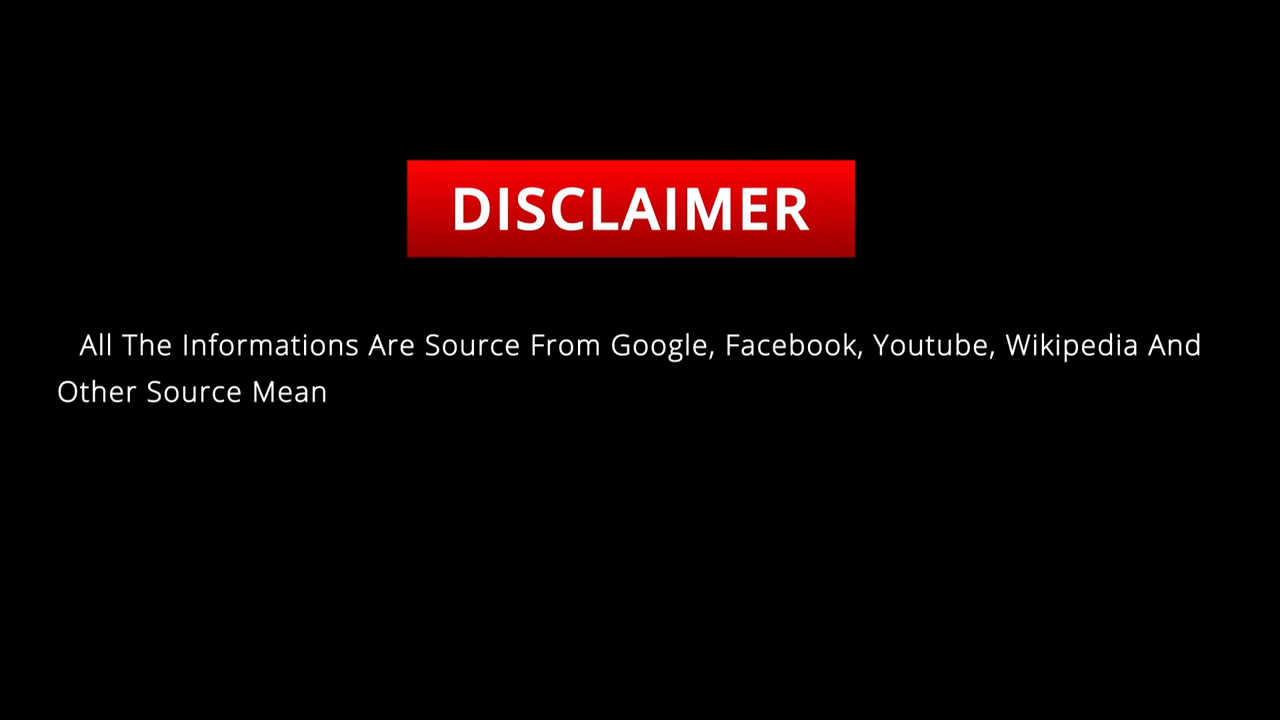 DISCLAIMER
All The Informations Are Source From Google, Facebook, Youtube, Wikipedia And
Other Source Mean